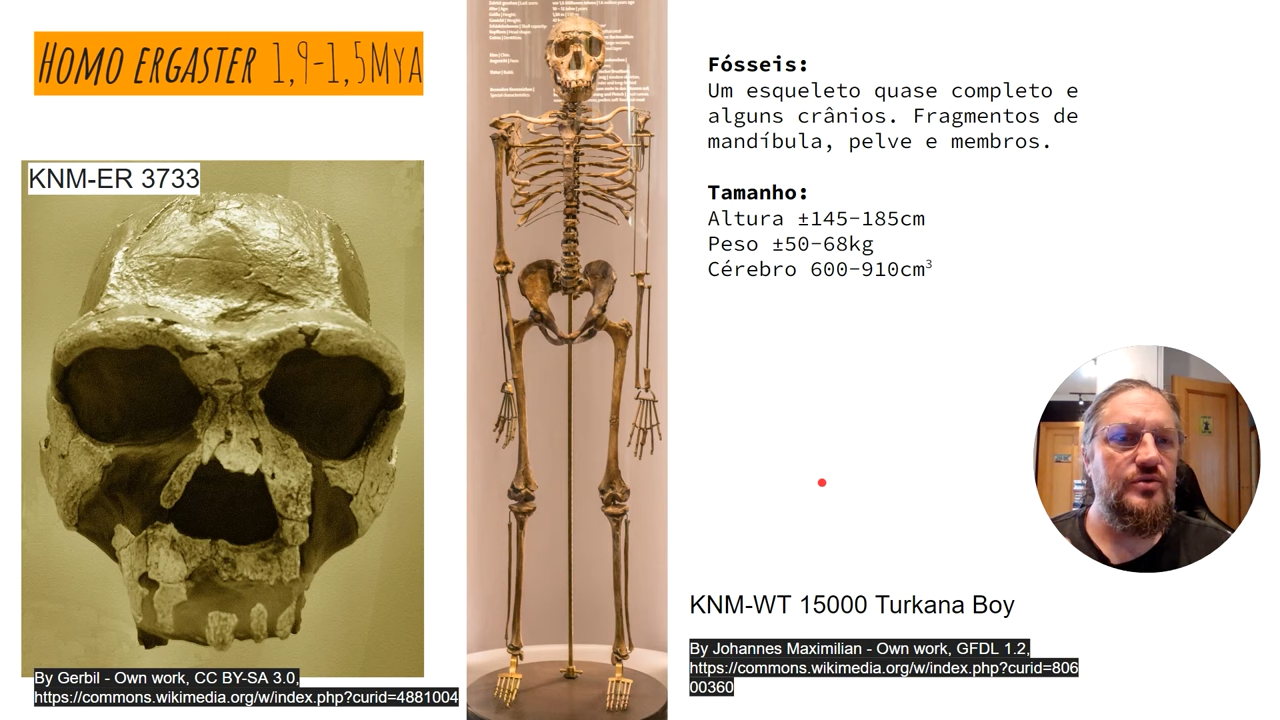 Homo ergaster 1,9-1,5Mya
KNM-ER 3733
By Gerbil - Own work, CC BY-SA 3.0,
https://commons.wikimedia.org/w/index.php?curid=4881004
Fósseis:
Um esqueleto quase completo e
alguns crânios. Fragmentos de
mandíbula, pelve e membros.
Tamanho:
Altura ±145-185cm
Peso ±50-68kg
Cérebro 600-910cm³
KNM-WT 15000 Turkana Boy
By Johannes Maximilian - Own work, GFDL 1.2,
https://commons.wikimedia.org/w/index.php?curid=806
00360